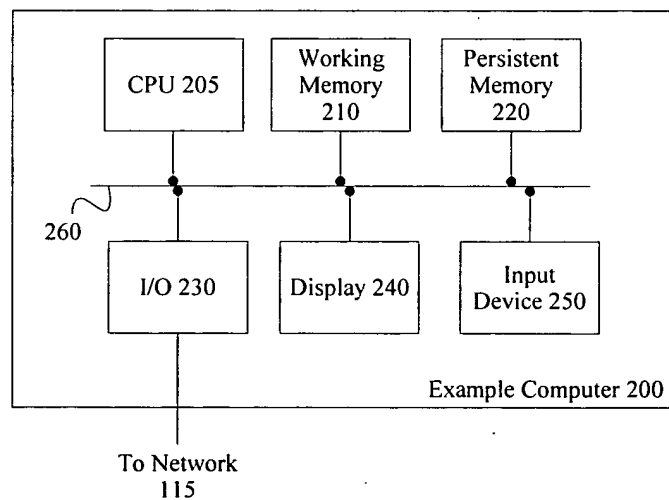 CPU 205
Working
Memory
210
Persistent
Memory
220
260
I/O 230
Display 240
Input
Device 250
Example Computer 200
To Network
115